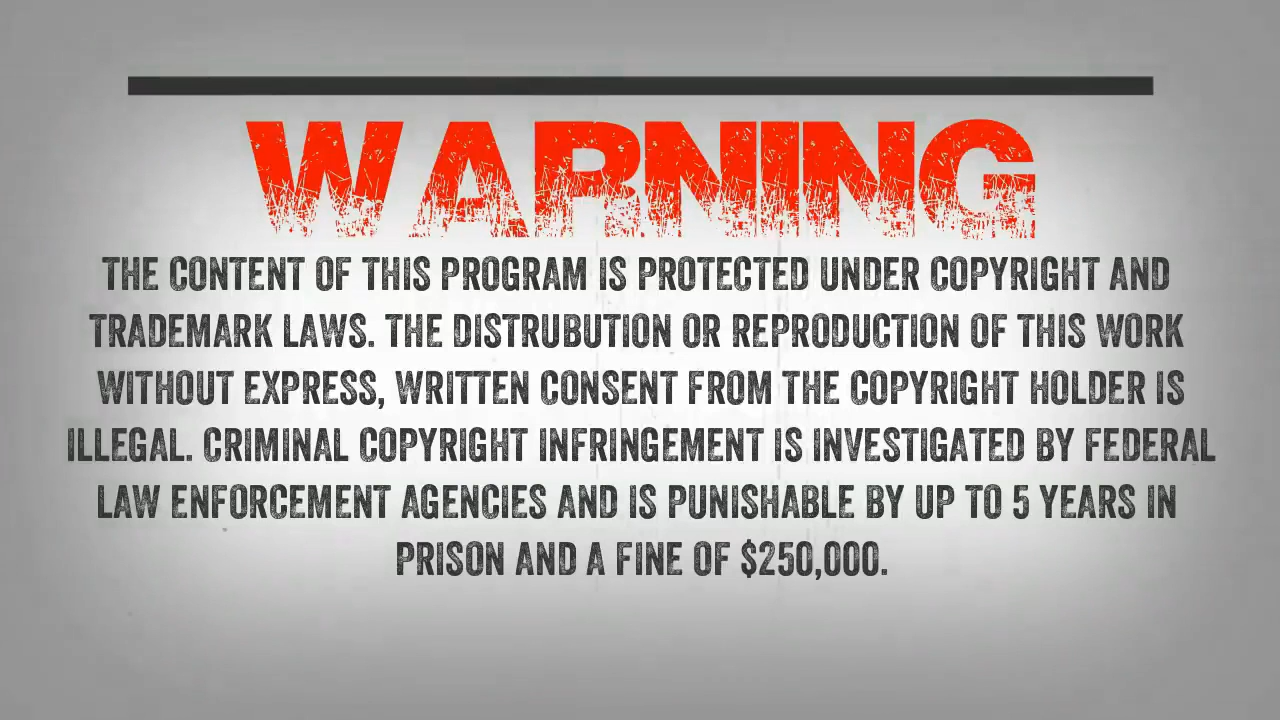 WARNING
THE CONTENT OF THIS PROGRAM IS PROTECTED UNDER COPYRIGHT AND
TRADEMARK LAWS. THE DISTRUBUTION OR REPRODUCTION OF THIS WORK
WITHOUT EXPRESS, WRITTEN CONSENT FROM THE COPYRIGHT HOLDER IS
ILLEGAL. CRIMINAL COPYRIGHT INFRINGEMENT IS INVESTIGATED BY FEDERAL
LAW ENFORCEMENT AGENCIES AND IS PUNISHABLE BY UP TO 5 YEARS IN
PRISON AND A FINE OF $250,000.